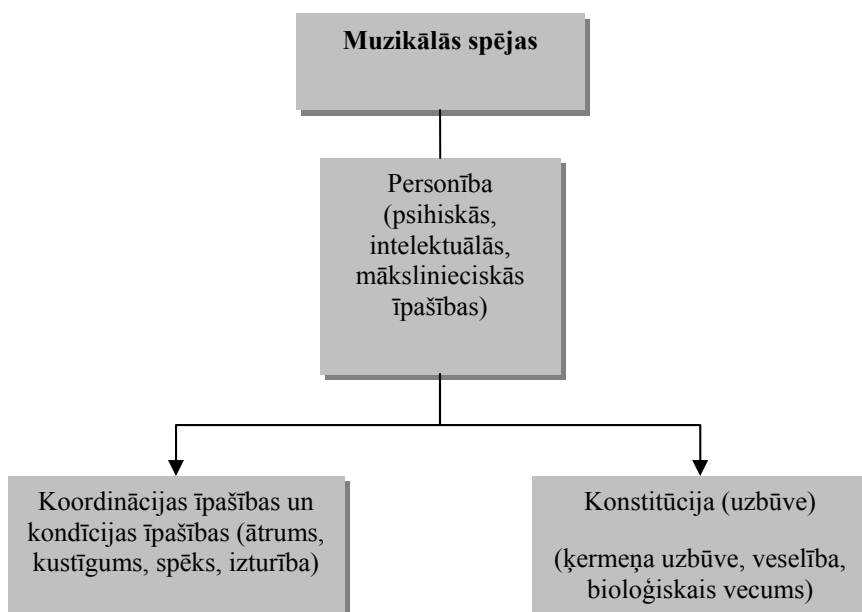 Muzikālās spējas
Personība
(psihiskās,
intelektuālās,
mākslinieciskās
īpašības)
Koordinācijas īpašības un
kondīcijas īpašības (ātrums,
kustīgums, spēks, izturība)
Konstitūcija (uzbūve)
(ķermeņa uzbūve, veselība,
bioloģiskais vecums)